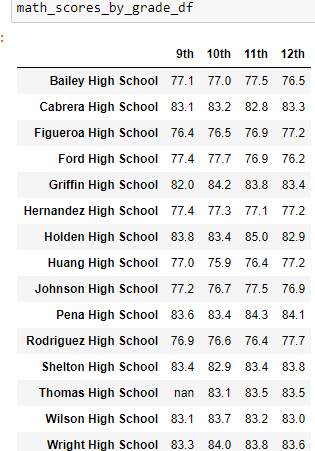 math_scores_by_grade_df
:
9th 10th 11th 12th
Bailey High School 77.1 77.0 77.5 76.5
Cabrera High School 83.1 83.2 82.8 83.3
Figueroa High School 76.4 76.5 76.9 77.2
Ford High School 77.4 77.7 76.9 76.2
Griffin High School 82.0 84.2 83.8 83.4
Hernandez High School 77.4 77.3 77.1 77.2
Holden High School 83.8 83.4 85.0 82.9
Huang High School 77.0 75.9 76.4 77.2
Johnson High School 77.2 76.7 77.5 76.9
Pena High School 83.6 83.4 84.3 84.1
Rodriguez High School 76.9 76.6 76.4 77.7
Shelton High School 83.4 82.9 83.4 83.8
Thomas High School nan 83.1 83.5 83.5
Wilson High School 83.1 83.7 83.2 83.0
Wright High School 83.3 84.0 83.8 83.6